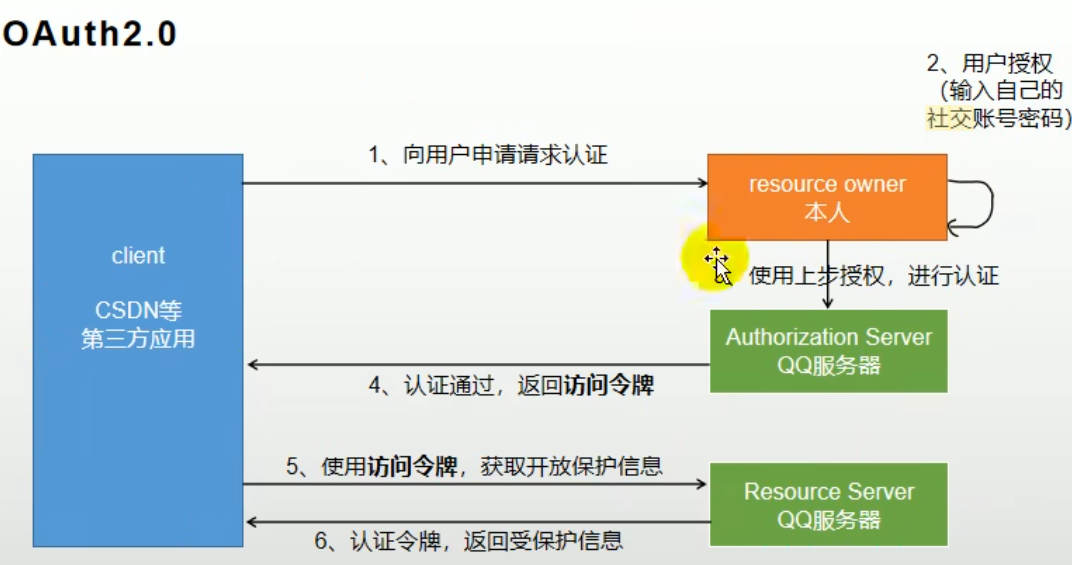 OAuth2.0
2、用户授权
（输入自己的
社交账号密码）
1、向用户申请请求认证
resource owner
本人
client
CSDN等
第三方应用
使用上步授权，进行认证
Authorization Server
QQ服务器
4、认证通过，返回访问令牌
5、使用访问令牌，获取开放保护信息
Resource Server
QQ服务器
6、认证令牌，返回受保护信息